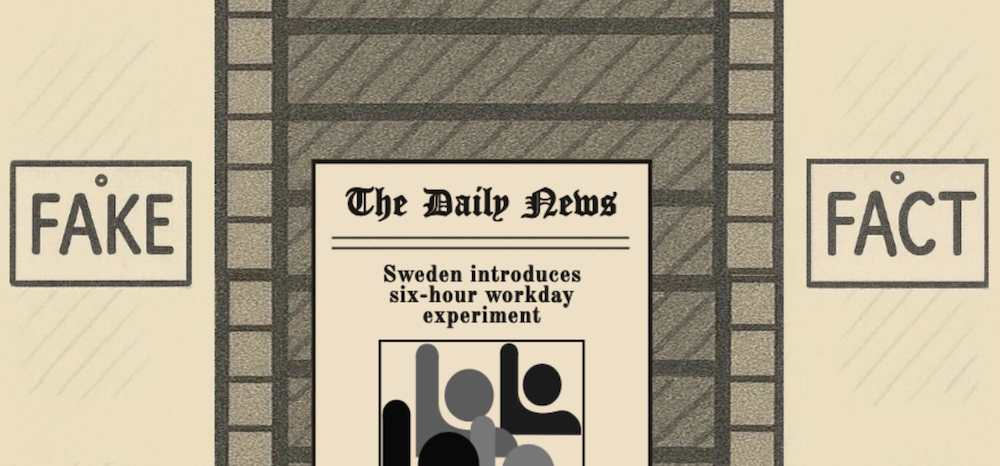 FAKE
The Daily News
FACT
Sweden introduces
six-hour workday
experiment